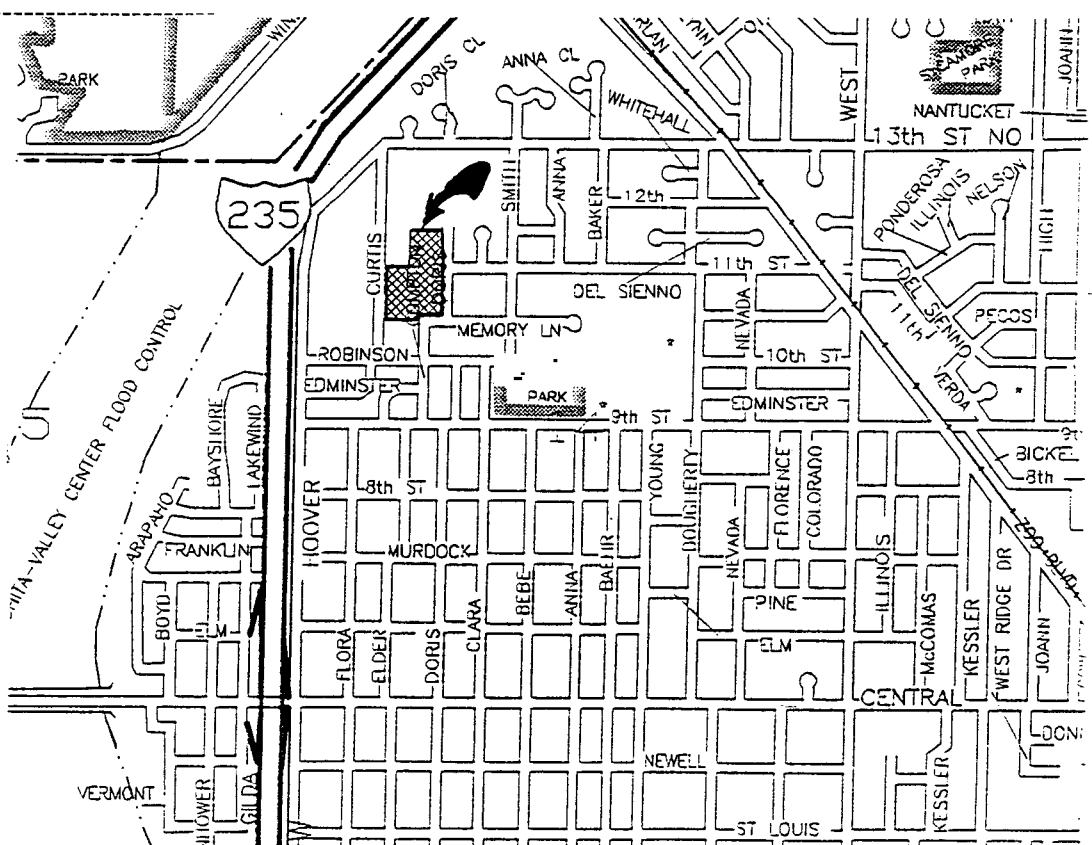 PARK
DORIS CL
ANNA CL
WHITEHALL
WEST
PARK
JOANN
NANTUCKET
13th ST NO
235
SMITH
ANNA
BAKER
12th
PONDEROSA
ILLINOIS
NELSON
HIGH
CURTIS
11th ST
DEL SIENNO
DEL SIENNO
11th
PECOS
MEMORY LN
NEVADA
ROBINSON
10th ST
EDMINSTER
PARK
EDMINSTER
VERDA
9th ST
BAYSHORE
LAKEWIND
BICKEL
8th
HOOVER
8th ST
YOUNG
DOUGHERTY
FLORENCE
COLORADO
ITA-VALLEY CENTER FLOOD CONTROL
ARAPAHO
FRANKLIN
MURDOCK
BAEHR
NEVADA
ILLINOIS
ZOO BLVD
BOYD
ELM
BEBE
ANNA
PINE
FLORA
ELDER
DORIS
CLARA
ELM
McCOMAS
KESSLER
WEST RIDGE DR
JOANN
CENTRAL
NEWELL
VERMONT
GILDA
KESSLER
ST LOUIS